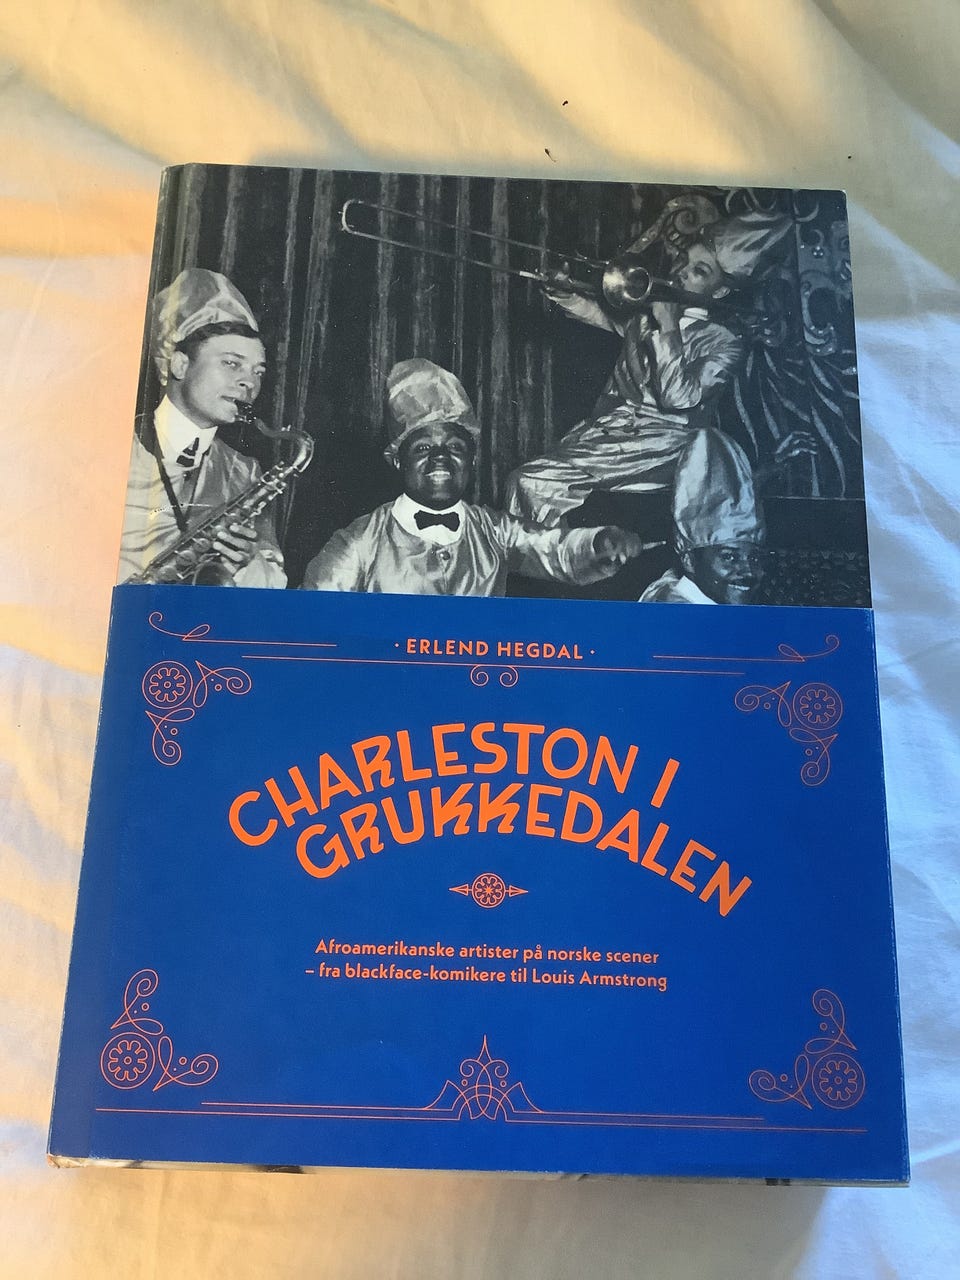 · ERLEND HEGDAL ·
CHARLESTON I
GRUKKEDALEN
Afroamerikanske artister på norske scener
– fra blackface-komikere til Louis Armstrong